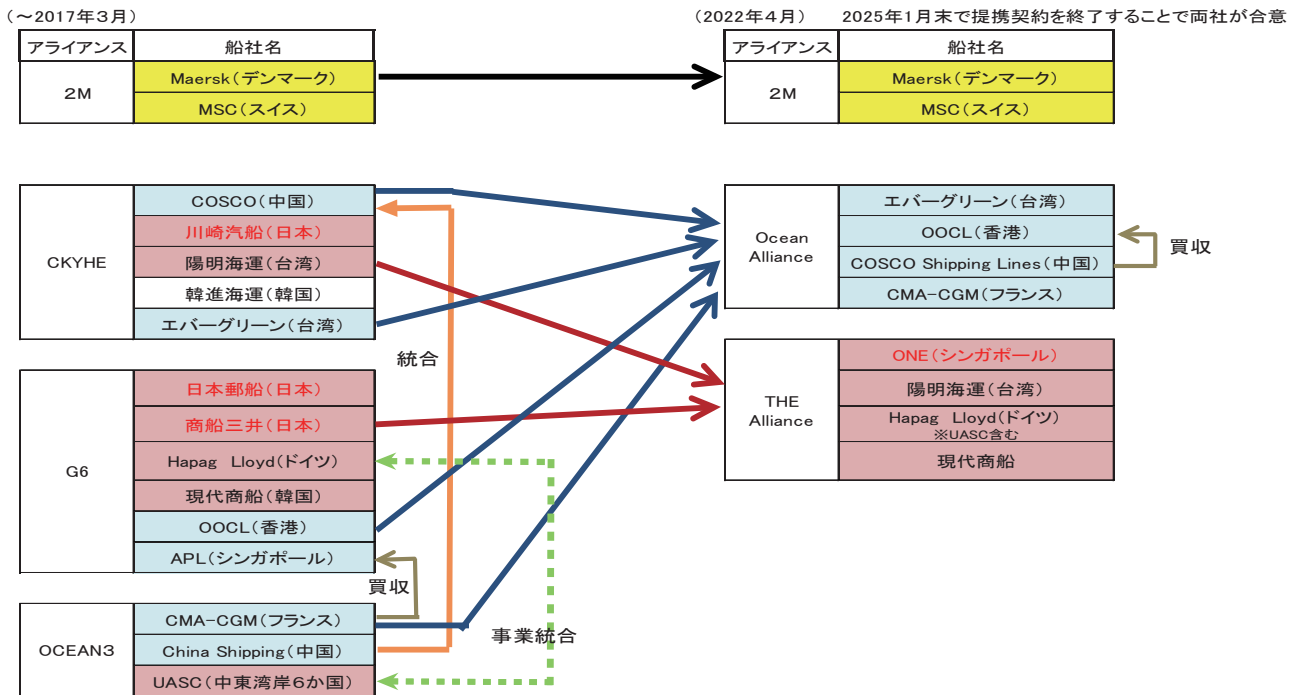 (～2017年3月)
(2022年4月) 2025年1月末で提携契約を終了することで両社が合意
アライアンス 船社名
2M
Maersk(デンマーク)
MSC(スイス)
アライアンス 船社名
2M
Maersk(デンマーク)
MSC(スイス)
CKYHE
COSCO(中国)
川崎汽船(日本)
陽明海運(台湾)
韓進海運(韓国)
エバーグリーン(台湾)
統合
G6
日本郵船(日本)
商船三井(日本)
Hapag Lloyd(ドイツ)
現代商船(韓国)
OOCL(香港)
APL(シンガポール)
買収
OCEAN3
CMA-CGM(フランス)
China Shipping(中国)
UASC(中東湾岸6か国)
事業統合
Ocean
Alliance
エバーグリーン(台湾)
OOCL(香港)
COSCO Shipping Lines(中国)
CMA-CGM(フランス)
買収
THE
Alliance
ONE(シンガポール)
陽明海運(台湾)
Hapag Lloyd(ドイツ)
※UASC含む
現代商船